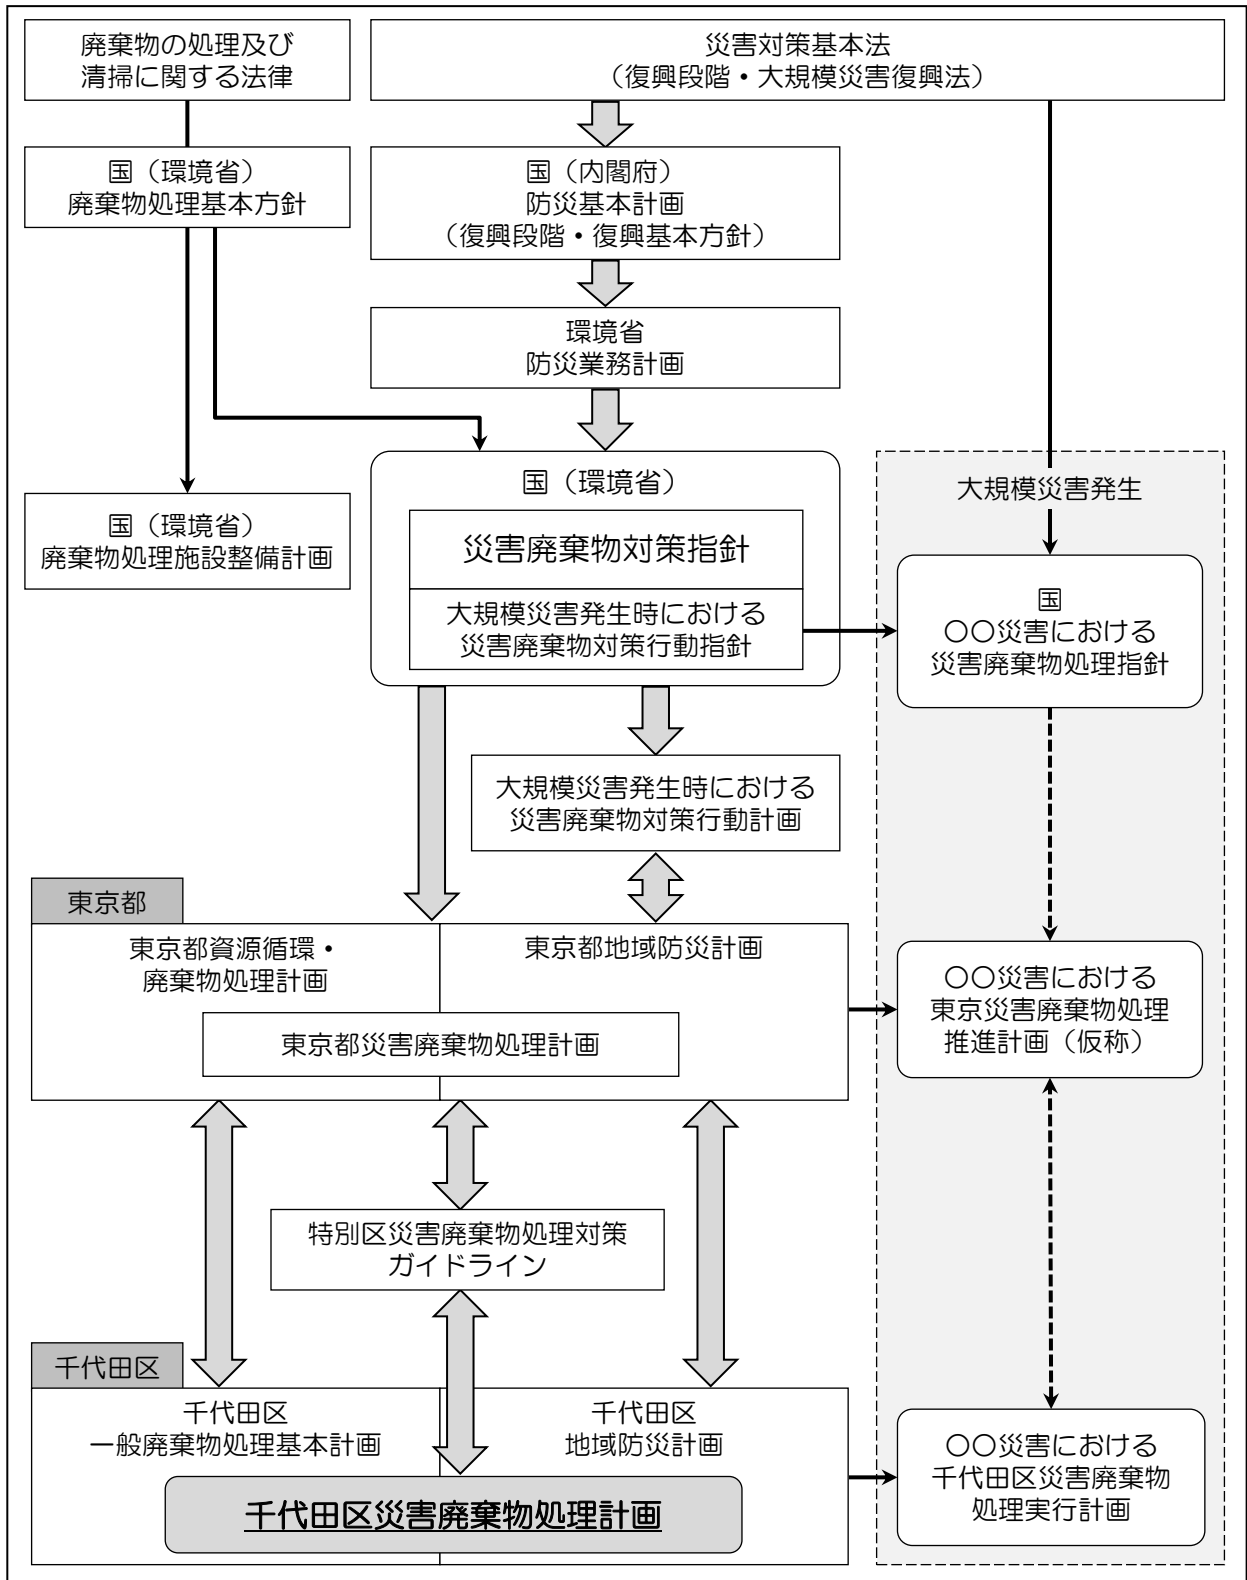 廃棄物の処理及び
清掃に関する法律
災害対策基本法
（復興段階・大規模災害復興法）
国（環境省）
廃棄物処理基本方針
国（内閣府）
防災基本計画
（復興段階・復興基本方針）
環境省
防災業務計画
国（環境省）
廃棄物処理施設整備計画
国（環境省）
災害廃棄物対策指針
大規模災害発生時における
災害廃棄物対策行動指針
大規模災害発生
国
〇〇災害における
災害廃棄物処理指針
大規模災害発生時における
災害廃棄物対策行動計画
東京都
東京都資源循環・
廃棄物処理計画
東京都地域防災計画
東京都災害廃棄物処理計画
〇〇災害における
東京災害廃棄物処理
推進計画（仮称）
特別区災害廃棄物処理対策
ガイドライン
千代田区
千代田区
一般廃棄物処理基本計画
千代田区
地域防災計画
千代田区災害廃棄物処理計画
〇〇災害における
千代田区災害廃棄物
処理実行計画